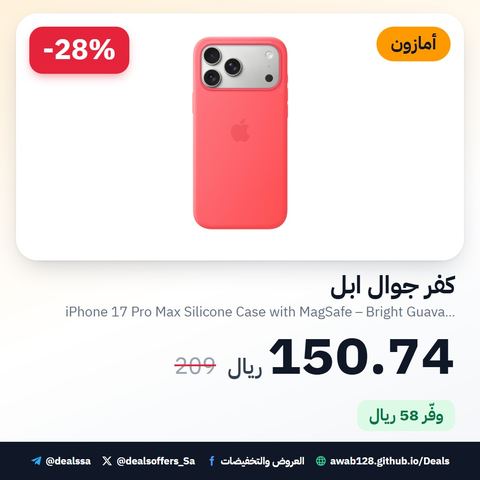 -28%
أمازون
كفر جوال ابل
iPhone 17 Pro Max Silicone Case with MagSafe – Bright Guava...
150.74 ريال 209
وفّر 58 ريال
@dealssa @dealsoffers_Sa العروض والتخفيضات awab128.github.io/Deals